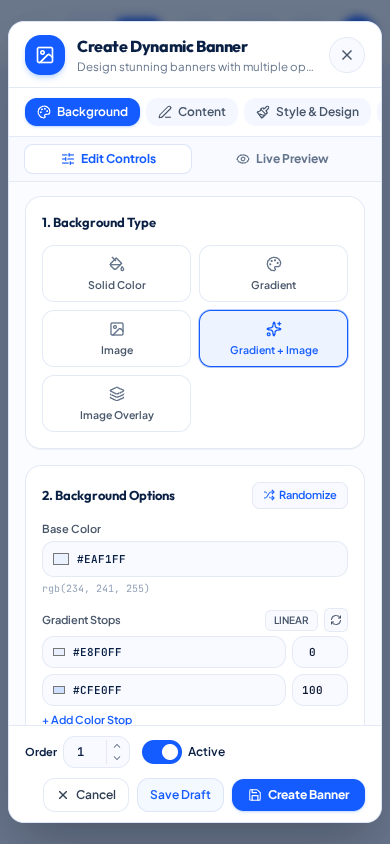 Create Dynamic Banner
Design stunning banners with multiple op...
Background
Content
Style & Design
Edit Controls
Live Preview
1. Background Type
Solid Color
Gradient
Image
Gradient + Image
Image Overlay
2. Background Options
Randomize
Base Color
#EAF1FF
rgb(234, 241, 255)
Gradient Stops
LINEAR
#E8F0FF
0
#CFE0FF
100
+ Add Color Stop
Order
1
Active
Cancel
Save Draft
Create Banner